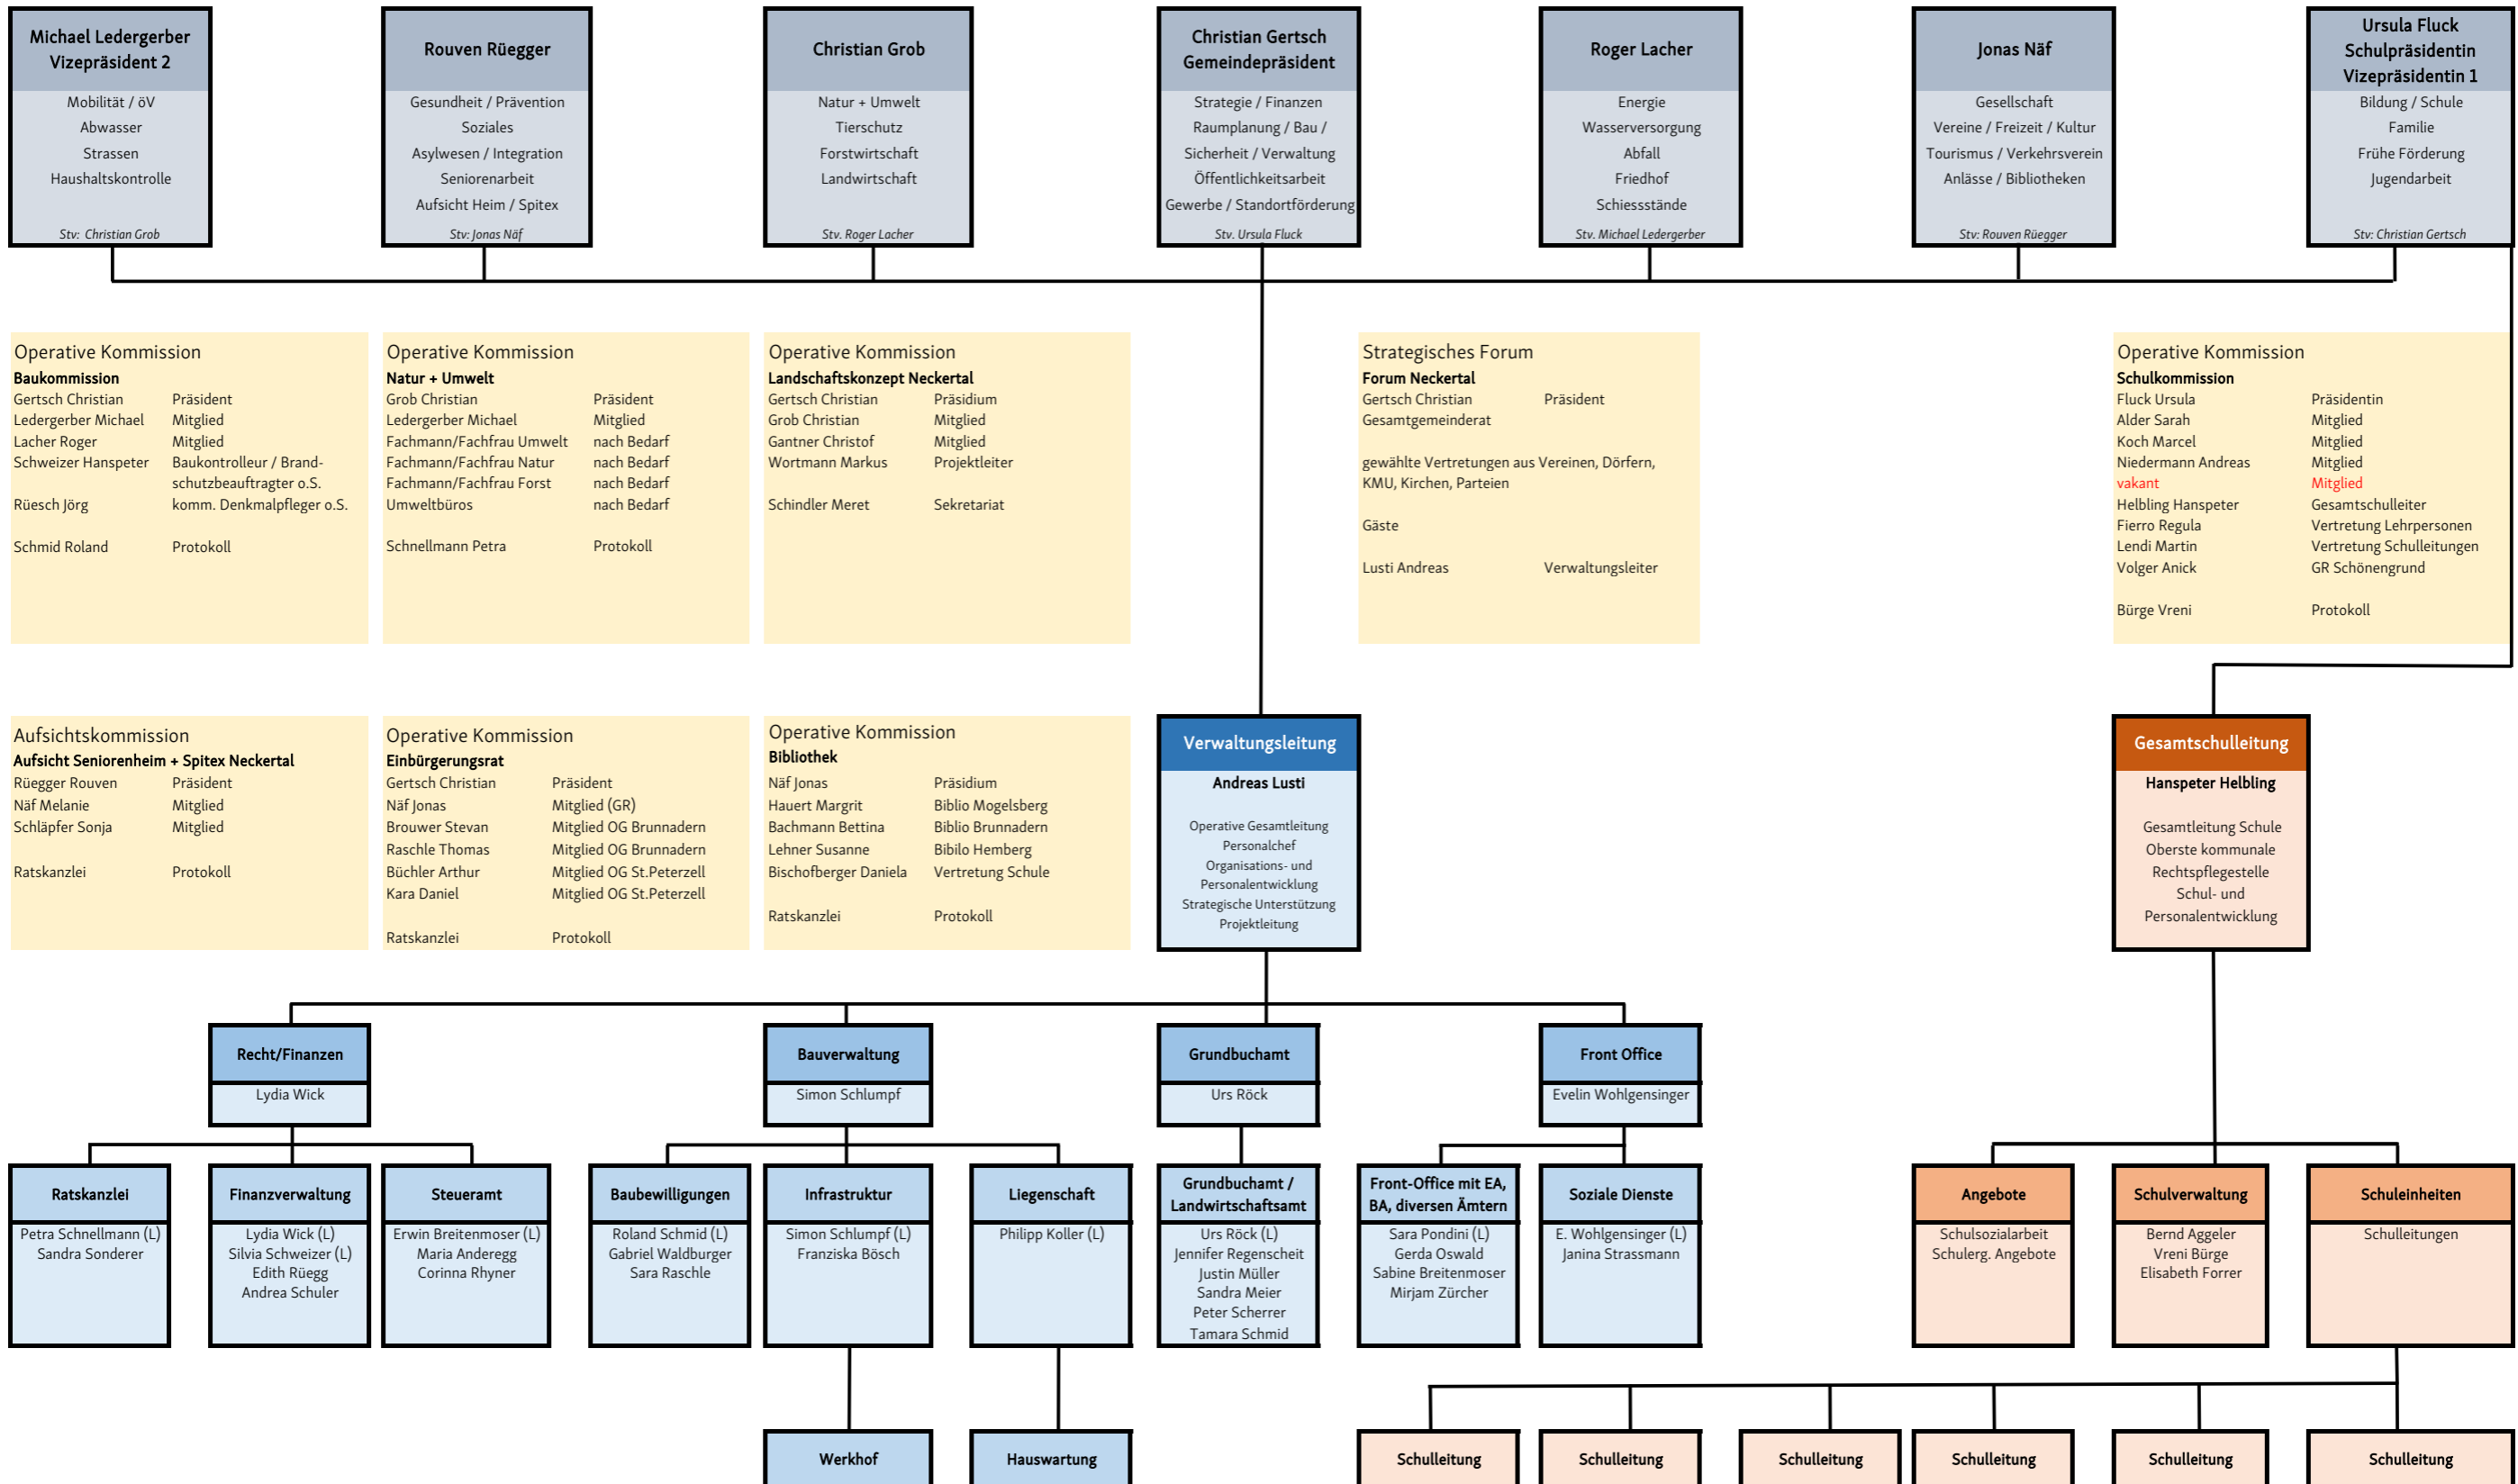 Michael Ledergerber
Vizepräsident 2
Mobilität / öV
Abwasser
Strassen
Haushaltskontrolle
Stv: Christian Grob
Rouven Rüegger
Gesundheit / Prävention
Soziales
Asylwesen / Integration
Seniorenarbeit
Aufsicht Heim / Spitex
Stv: Jonas Näf
Christian Grob
Natur + Umwelt
Tierschutz
Forstwirtschaft
Landwirtschaft
Stv. Roger Lacher
Christian Gertsch
Gemeindepräsident
Strategie / Finanzen
Raumplanung / Bau /
Sicherheit / Verwaltung
Öffentlichkeitsarbeit
Gewerbe / Standortförderung
Stv. Ursula Fluck
Roger Lacher
Energie
Wasserversorgung
Abfall
Friedhof
Schiessstände
Stv. Michael Ledergerber
Jonas Näf
Gesellschaft
Vereine / Freizeit / Kultur
Tourismus / Verkehrsverein
Anlässe / Bibliotheken
Stv: Rouven Rüegger
Ursula Fluck
Schulpräsidentin
Vizepräsidentin 1
Bildung / Schule
Familie
Frühe Förderung
Jugendarbeit
Stv: Christian Gertsch
Operative Kommission
Baukommission
Gertsch Christian Präsident
Ledergerber Michael Mitglied
Lacher Roger Mitglied
Schweizer Hanspeter Baukontrolleur / Brand-
schutzbeauftragter o.S.
Rüesch Jörg komm. Denkmalpfleger o.S.
Schmid Roland Protokoll
Operative Kommission
Natur + Umwelt
Grob Christian Präsident
Ledergerber Michael Mitglied
Fachmann/Fachfrau Umwelt nach Bedarf
Fachmann/Fachfrau Natur nach Bedarf
Fachmann/Fachfrau Forst nach Bedarf
Umweltbüros nach Bedarf
Schnellmann Petra Protokoll
Operative Kommission
Landschaftskonzept Neckertal
Gertsch Christian Präsidium
Grob Christian Mitglied
Gantner Christof Mitglied
Wortmann Markus Projektleiter
Schindler Meret Sekretariat
Strategisches Forum
Forum Neckertal
Gertsch Christian Präsident
Gesamtgemeinderat
gewählte Vertretungen aus Vereinen, Dörfern,
KMU, Kirchen, Parteien
Gäste
Lusti Andreas Verwaltungsleiter
Operative Kommission
Schulkommission
Fluck Ursula Präsidentin
Alder Sarah Mitglied
Koch Marcel Mitglied
Niedermann Andreas Mitglied
vakant Mitglied
Helbling Hanspeter Gesamtschulleiter
Fierro Regula Vertretung Lehrpersonen
Lendi Martin Vertretung Schulleitungen
Volger Anick GR Schönengrund
Bürge Vreni Protokoll
Aufsichtskommission
Aufsicht Seniorenheim + Spitex Neckertal
Rüegger Rouven Präsident
Näf Melanie Mitglied
Schläpfer Sonja Mitglied
Ratskanzlei Protokoll
Operative Kommission
Einbürgerungsrat
Gertsch Christian Präsident
Näf Jonas Mitglied (GR)
Brouwer Stevan Mitglied OG Brunnadern
Raschle Thomas Mitglied OG Brunnadern
Büchler Arthur Mitglied OG St.Peterzell
Kara Daniel Mitglied OG St.Peterzell
Ratskanzlei Protokoll
Operative Kommission
Bibliothek
Näf Jonas Präsidium
Hauert Margrit Biblio Mogelsberg
Bachmann Bettina Biblio Brunnadern
Lehner Susanne Bibilo Hemberg
Bischofberger Daniela Vertretung Schule
Ratskanzlei Protokoll
Verwaltungsleitung
Andreas Lusti
Operative Gesamtleitung
Personalchef
Organisations- und
Personalentwicklung
Strategische Unterstützung
Projektleitung
Gesamtschulleitung
Hanspeter Helbling
Gesamtleitung Schule
Oberste kommunale
Rechtspflegestelle
Schul- und
Personalentwicklung
Recht/Finanzen
Lydia Wick
Bauverwaltung
Simon Schlumpf
Grundbuchamt
Urs Röck
Front Office
Evelin Wohlgensinger
Ratskanzlei
Petra Schnellmann (L)
Sandra Sonderer
Finanzverwaltung
Lydia Wick (L)
Silvia Schweizer (L)
Edith Rüegg
Andrea Schuler
Steueramt
Erwin Breitenmoser (L)
Maria Anderegg
Corinna Rhyner
Baubewilligungen
Roland Schmid (L)
Gabriel Waldburger
Sara Raschle
Infrastruktur
Simon Schlumpf (L)
Franziska Bösch
Liegenschaft
Philipp Koller (L)
Grundbuchamt /
Landwirtschaftsamt
Urs Röck (L)
Jennifer Regenscheit
Justin Müller
Sandra Meier
Peter Scherrer
Tamara Schmid
Front-Office mit EA,
BA, diversen Ämtern
Sara Pondini (L)
Gerda Oswald
Sabine Breitenmoser
Mirjam Zürcher
Soziale Dienste
E. Wohlgensinger (L)
Janina Strassmann
Angebote
Schulsozialarbeit
Schulerg. Angebote
Schulverwaltung
Bernd Aggeler
Vreni Bürge
Elisabeth Forrer
Schuleinheiten
Schulleitungen
Werkhof
Hauswartung
Schulleitung
Schulleitung
Schulleitung
Schulleitung
Schulleitung
Schulleitung